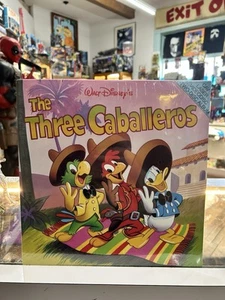 EXIT O
Walt Disney's
The
Three Caballeros